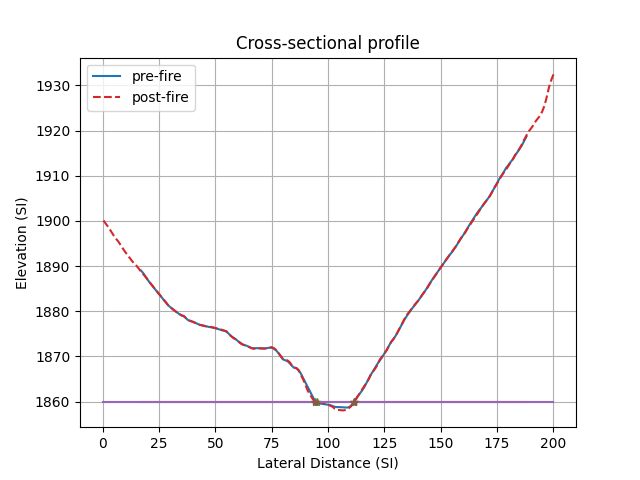 Cross-sectional profile
pre-fire
post-fire
1930
1920
1910
1900
1890
1880
1870
1860
Elevation (SI)
0 25 50 75 100 125 150 175 200
Lateral Distance (SI)